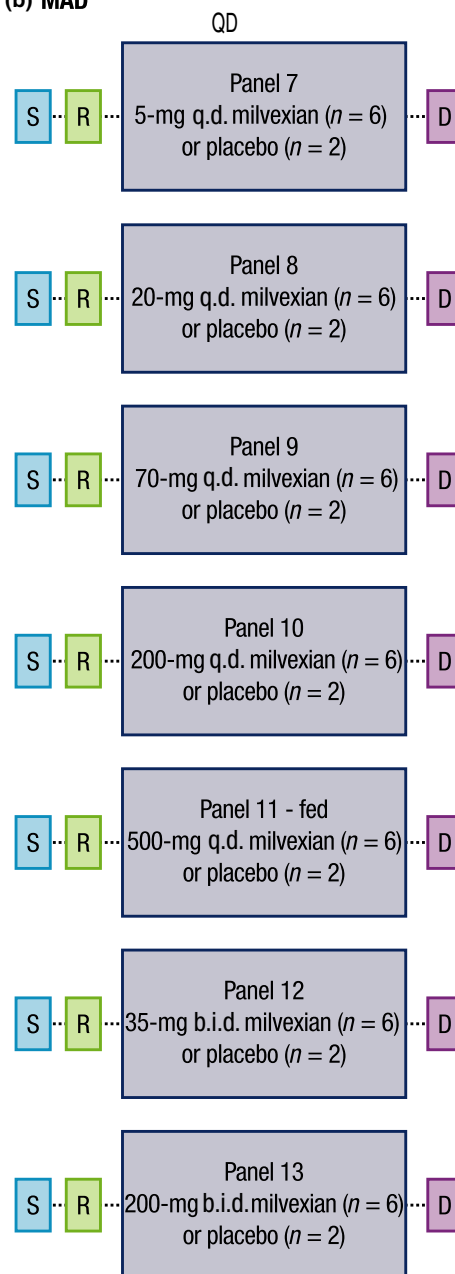 (b) MAD
QD
Panel 7
S R 5-mg q.d. milvexian (n = 6) D
or placebo (n = 2)
Panel 8
S R 20-mg q.d. milvexian (n = 6) D
or placebo (n = 2)
Panel 9
S R 70-mg q.d. milvexian (n = 6) D
or placebo (n = 2)
Panel 10
S R 200-mg q.d. milvexian (n = 6) D
or placebo (n = 2)
Panel 11 - fed
S R 500-mg q.d. milvexian (n = 6) D
or placebo (n = 2)
Panel 12
S R 35-mg b.i.d. milvexian (n = 6) D
or placebo (n = 2)
Panel 13
S R 200-mg b.i.d. milvexian (n = 6) D
or placebo (n = 2)